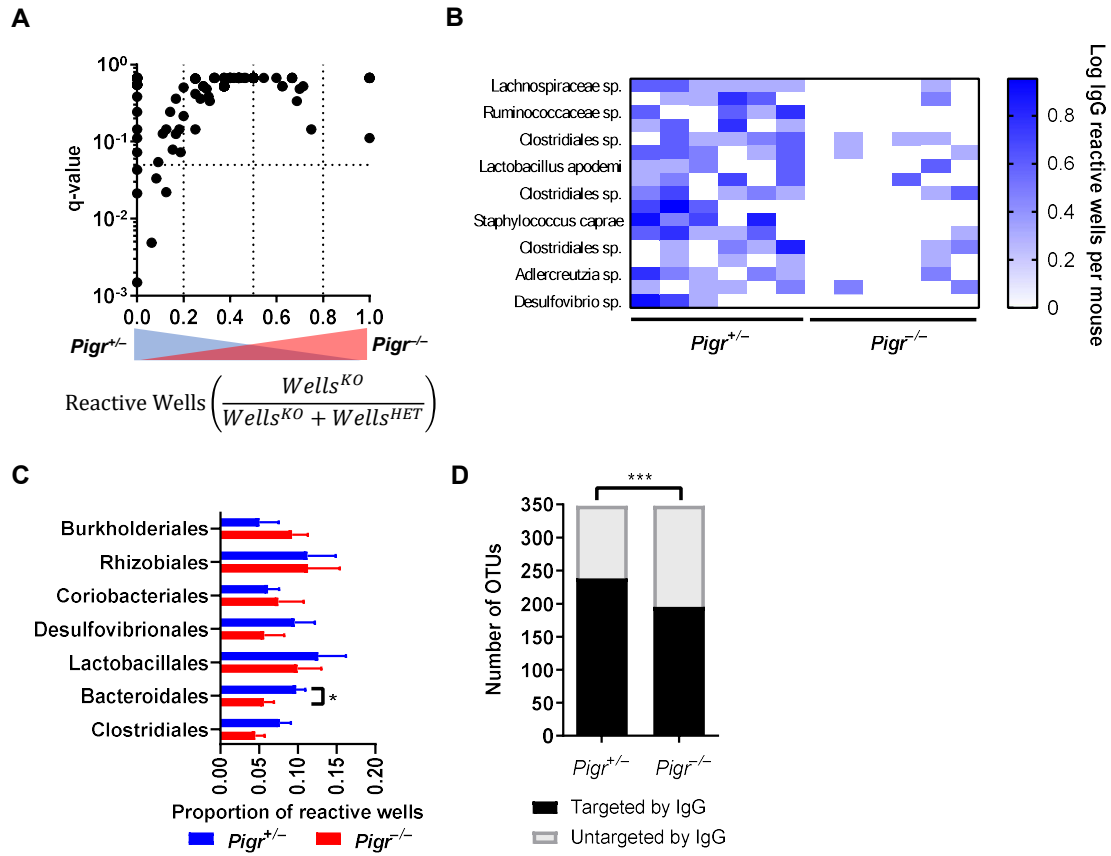 A
q-value
10⁰
10⁻¹
10⁻²
10⁻³
0.0 0.2 0.4 0.6 0.8 1.0
Pigr⁺/⁻ Pigr⁻/⁻
Reactive Wells (Wells^KO / (Wells^KO + Wells^HET))
B
Lachnospiraceae sp.
Ruminococcaceae sp.
Clostridiales sp.
Lactobacillus apodemi
Clostridiales sp.
Staphylococcus caprae
Clostridiales sp.
Adlercreutzia sp.
Desulfovibrio sp.
Pigr⁺/⁻ Pigr⁻/⁻
0.8
0.6
0.4
0.2
0
Log IgG reactive wells per mouse
C
Burkholderiales
Rhizobiales
Coriobacteriales
Desulfovibrionales
Lactobacillales
Bacteroidales *
Clostridiales
0.00 0.05 0.10 0.15 0.20
Proportion of reactive wells
Pigr⁺/⁻ Pigr⁻/⁻
D
***
Number of OTUs
350
300
250
200
150
100
50
0
Pigr⁺/⁻ Pigr⁻/⁻
Targeted by IgG
Untargeted by IgG